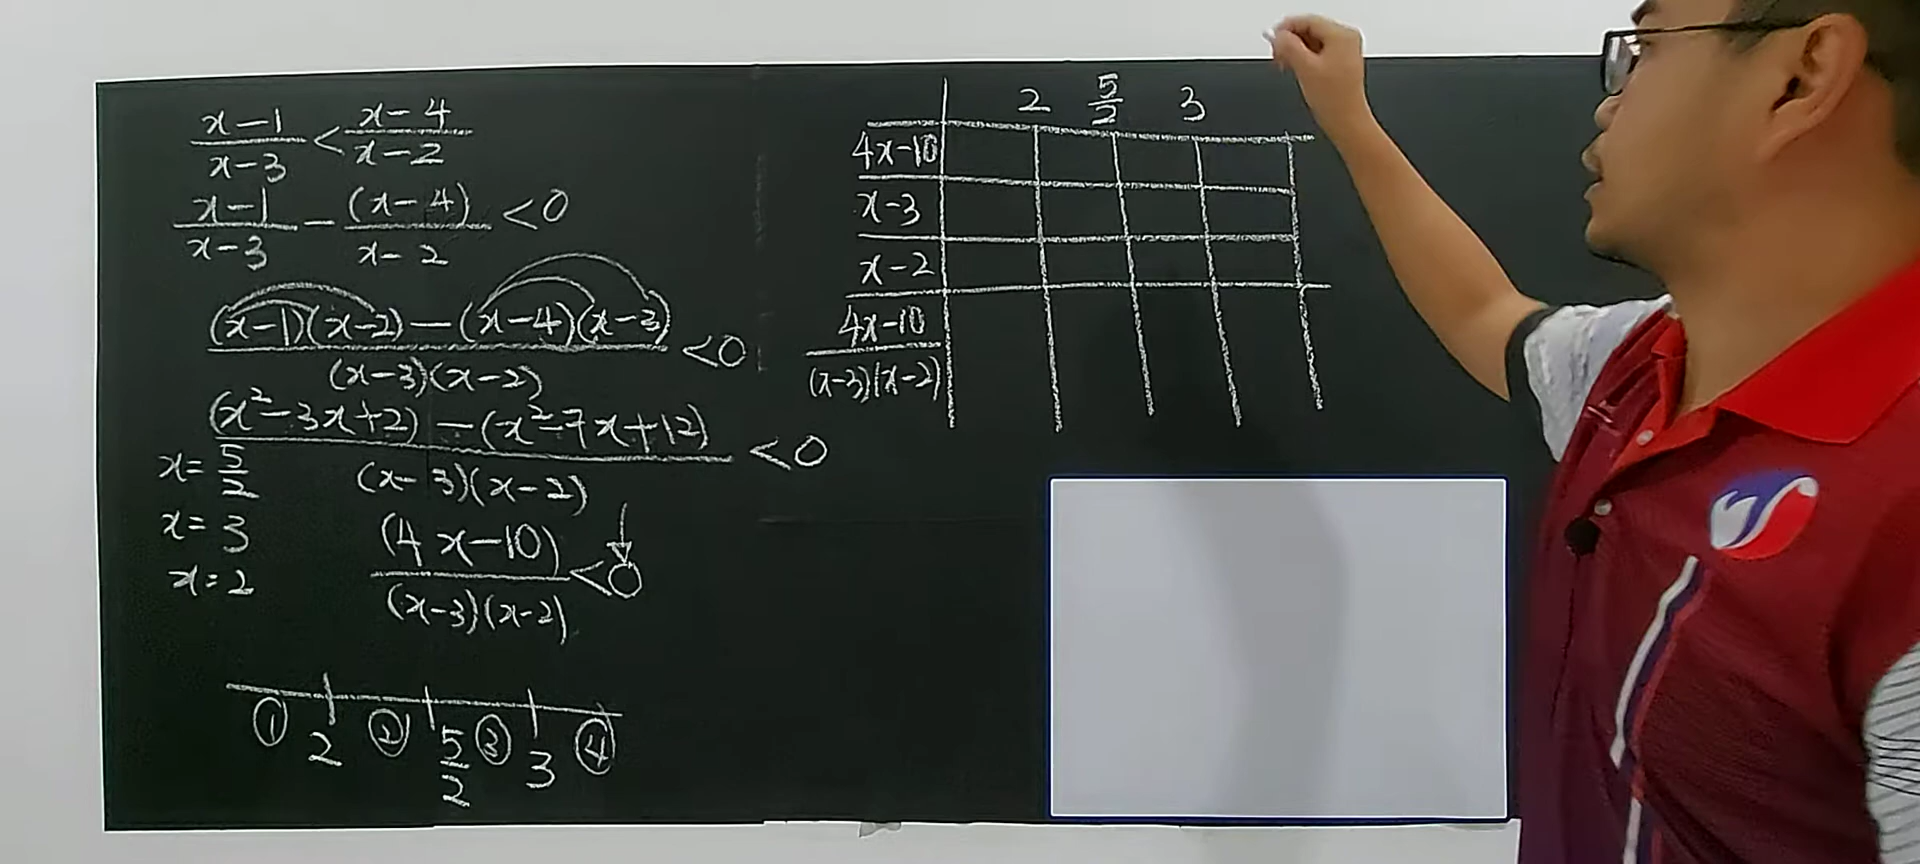 x-1/x-3 < x-4/x-2
x-1/x-3 - (x-4)/x-2 < 0
(x-1)(x-2) - (x-4)(x-3)/(x-3)(x-2) < 0
(x²-3x+2) - (x²-7x+12)/(x-3)(x-2) < 0
x = 5/2
x = 3
x = 2
(4x-10)/(x-3)(x-2) < 0
① 2 ② 5/2 ③ 3 ④
2 5/2 3
4x-10
x-3
x-2
4x-10/(x-3)(x-2)